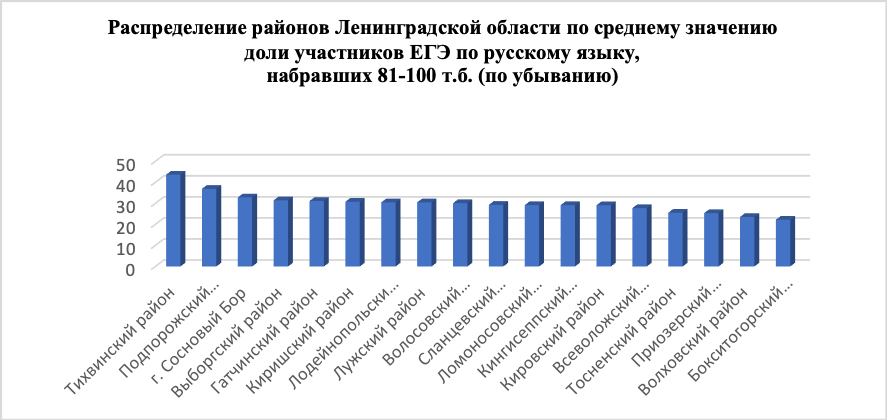 Распределение районов Ленинградской области по среднему значению
доли участников ЕГЭ по русскому языку,
набравших 81-100 т.б. (по убыванию)
50
40
30
20
10
0
Тихвинский район
Подпорожский...
г. Сосновый Бор
Выборгский район
Гатчинский район
Киришский район
Лодейнопольски...
Лужский район
Волосовский...
Сланцевский...
Ломоносовский...
Кингисеппский...
Кировский район
Всеволожский...
Тосненский район
Приозерский...
Волховский район
Бокситогорский...